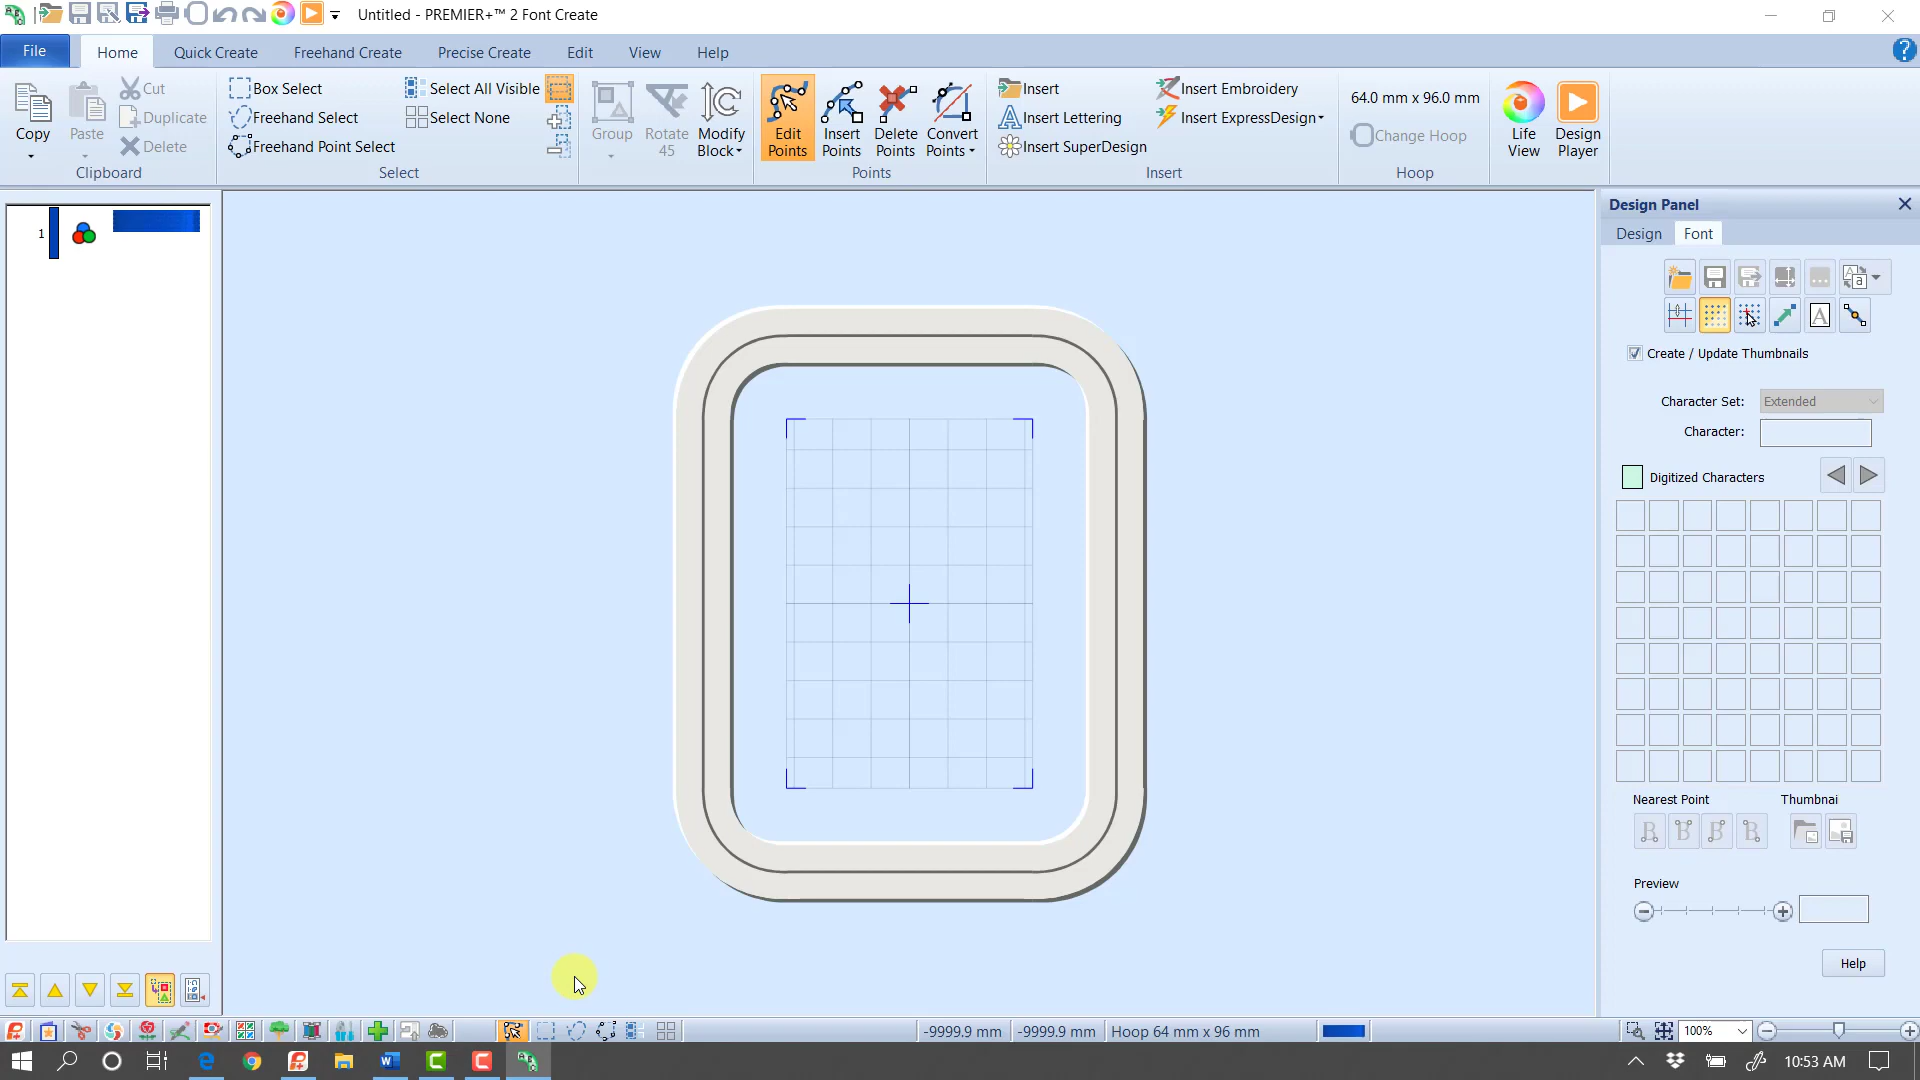 Untitled - PREMIER+™ 2 Font Create
File
Home
Quick Create
Freehand Create
Precise Create
Edit
View
Help
Copy
Paste
Cut
Duplicate
Delete
Clipboard
Box Select
Freehand Select
Freehand Point Select
Select All Visible
Select None
Select
Group
Rotate
45
Modify
Block
Edit
Points
Insert
Points
Delete
Points
Convert
Points
Points
Insert
Insert Lettering
Insert SuperDesign
Insert Embroidery
Insert ExpressDesign
Insert
64.0 mm x 96.0 mm
Change Hoop
Hoop
Life
View
Design
Player
1
Design Panel
Design
Font
Create / Update Thumbnails
Character Set:
Extended
Character:
Digitized Characters
Nearest Point
Thumbnai
Preview
Help
-9999.9 mm
-9999.9 mm
Hoop 64 mm x 96 mm
100%
10:53 AM